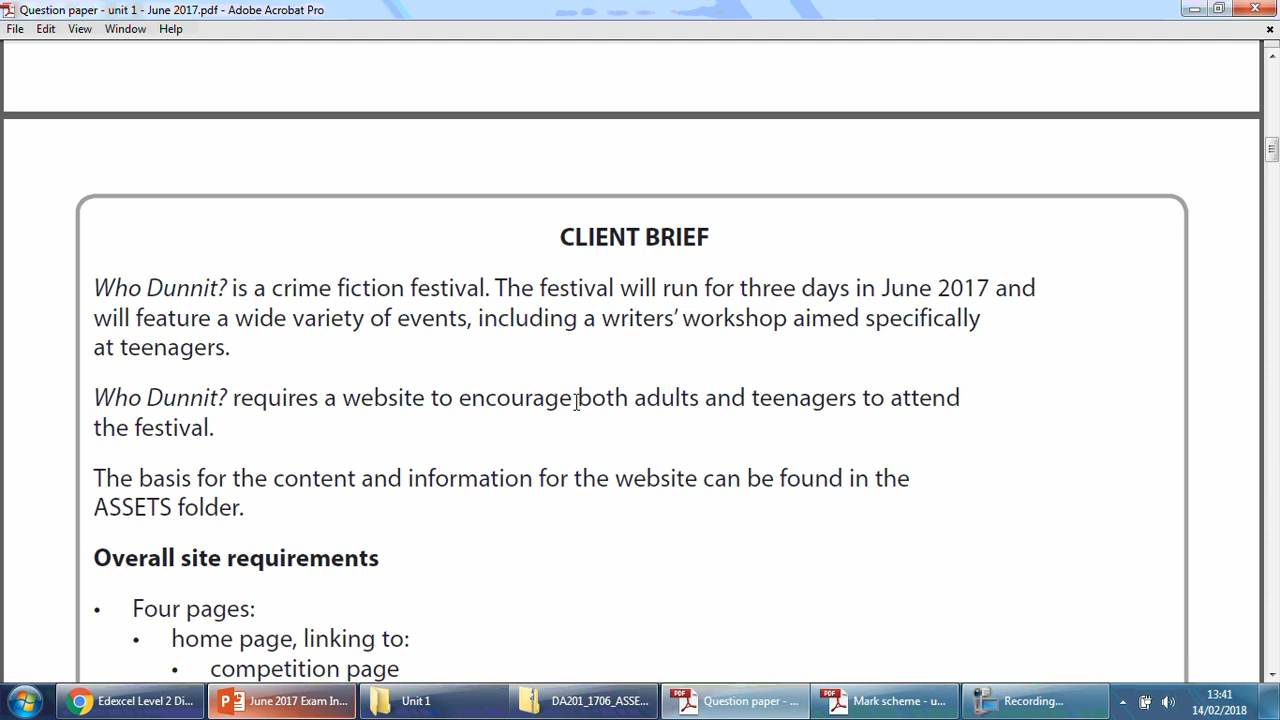 Question paper - unit 1 - June 2017.pdf - Adobe Acrobat Pro
File Edit View Window Help
CLIENT BRIEF
Who Dunnit? is a crime fiction festival. The festival will run for three days in June 2017 and
will feature a wide variety of events, including a writers’ workshop aimed specifically
at teenagers.
Who Dunnit? requires a website to encourage both adults and teenagers to attend
the festival.
The basis for the content and information for the website can be found in the
ASSETS folder.
Overall site requirements
• Four pages:
• home page, linking to:
• competition page
Edexcel Level 2 Di... June 2017 Exam In... Unit 1 DA201_1706_ASSE... Question paper - ... Mark scheme - u... Recording... 13:41
14/02/2018